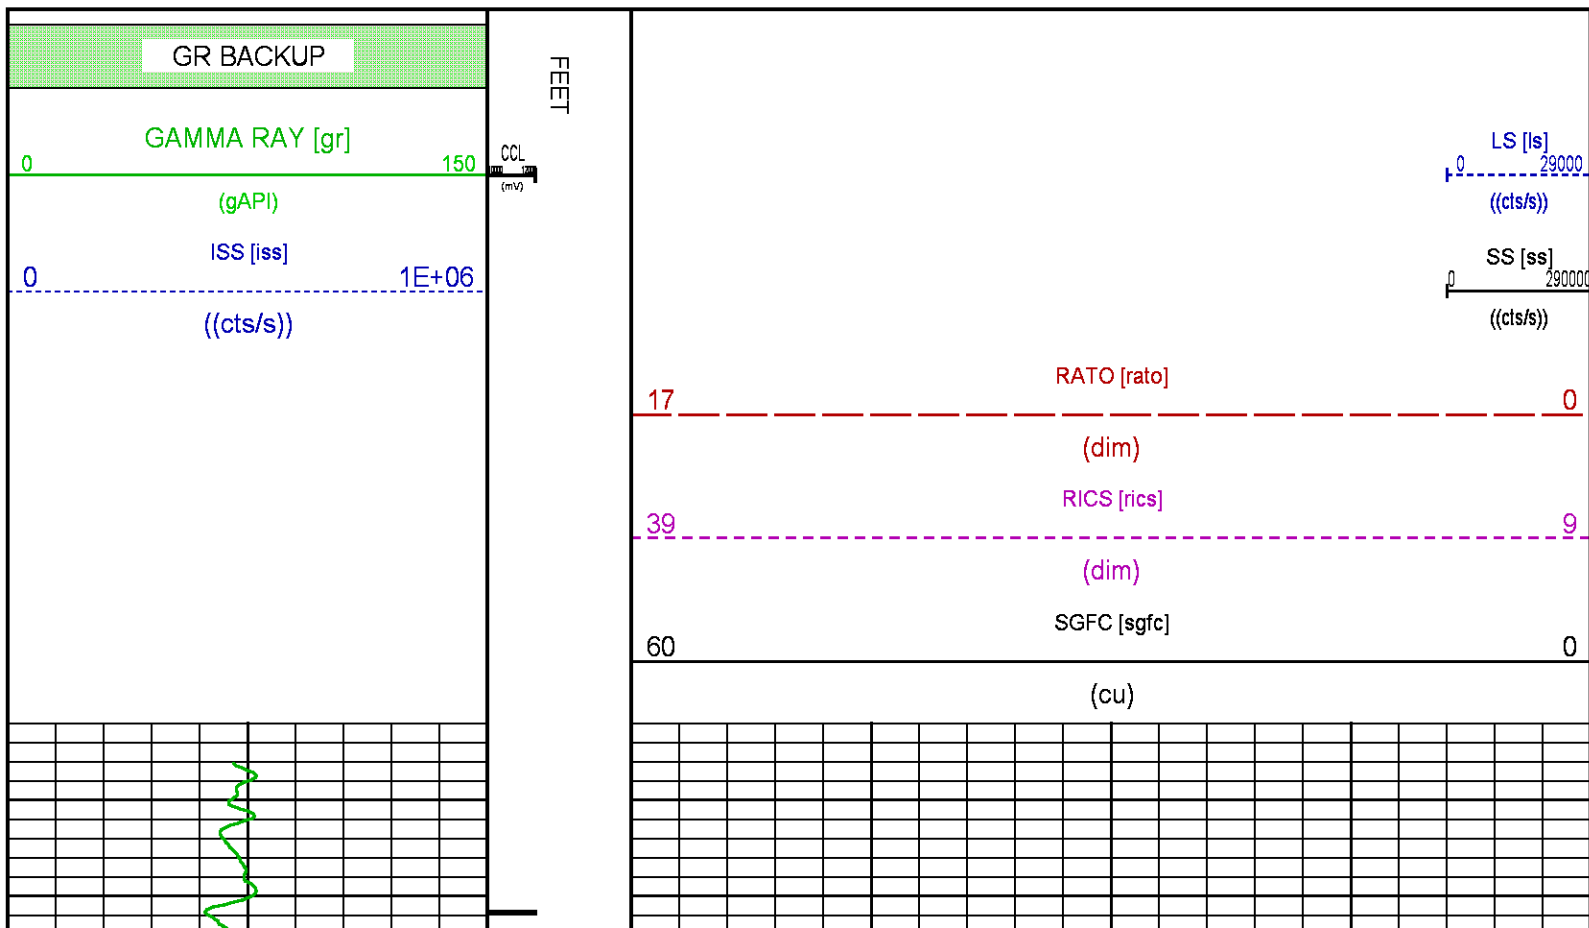 GR BACKUP
GAMMA RAY [gr]
0 150
(gAPI)
ISS [iss]
0 1E+06
((cts/s))
CCL
(mV)
FEET
LS [ls]
0 29000
((cts/s))
SS [ss]
0 290000
((cts/s))
RATO [rato]
17 0
(dim)
RICS [rics]
39 9
(dim)
SGFC [sgfc]
60 0
(cu)